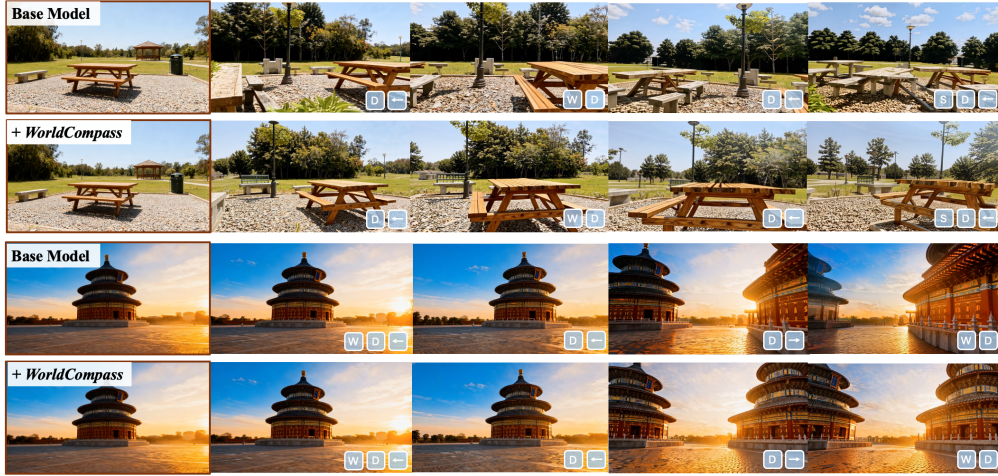 Base Model
D ←
W D
D ←
S D ←
+ WorldCompass
D ←
W D
D ←
S D ←
Base Model
W D ←
D ←
D →
W D
+ WorldCompass
W D ←
D ←
D →
W D